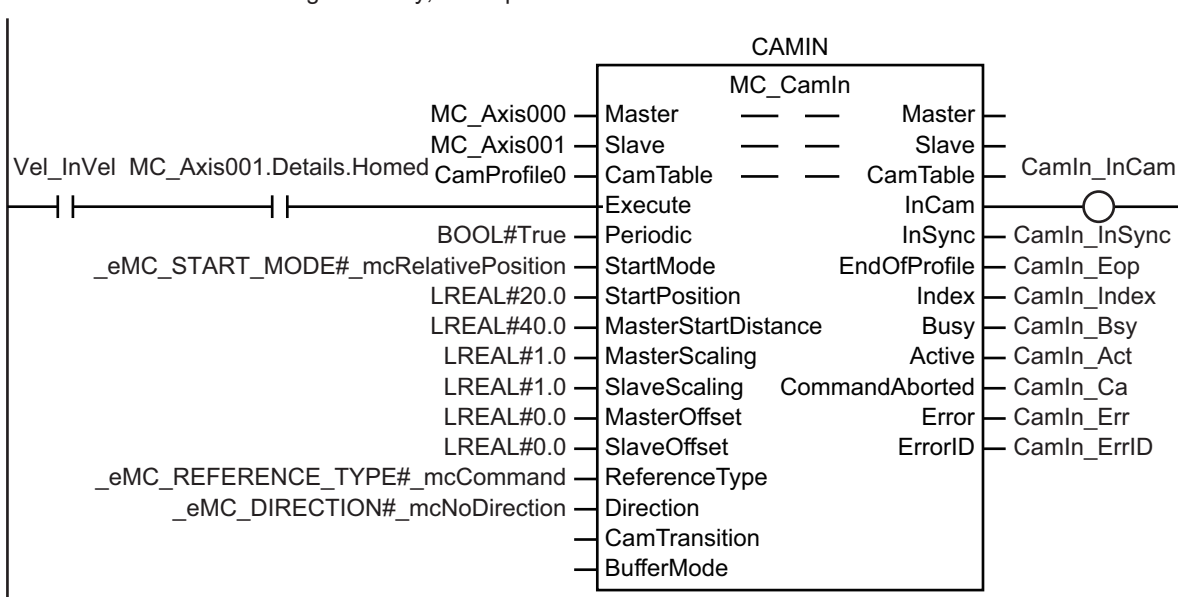 CAMIN
MC_CamIn
MC_Axis000 Master Master
MC_Axis001 Slave Slave
Vel_InVel MC_Axis001.Details.Homed CamProfile0 CamTable CamTable CamIn_InCam
Execute InCam
BOOL#True Periodic InSync CamIn_InSync
_eMC_START_MODE#_mcRelativePosition StartMode EndOfProfile CamIn_Eop
LREAL#20.0 StartPosition Index CamIn_Index
LREAL#40.0 MasterStartDistance Busy CamIn_Bsy
LREAL#1.0 MasterScaling Active CamIn_Act
LREAL#1.0 SlaveScaling CommandAborted CamIn_Ca
LREAL#0.0 MasterOffset Error CamIn_Err
LREAL#0.0 SlaveOffset ErrorID CamIn_ErrID
_eMC_REFERENCE_TYPE#_mcCommand ReferenceType
_eMC_DIRECTION#_mcNoDirection Direction
CamTransition
BufferMode